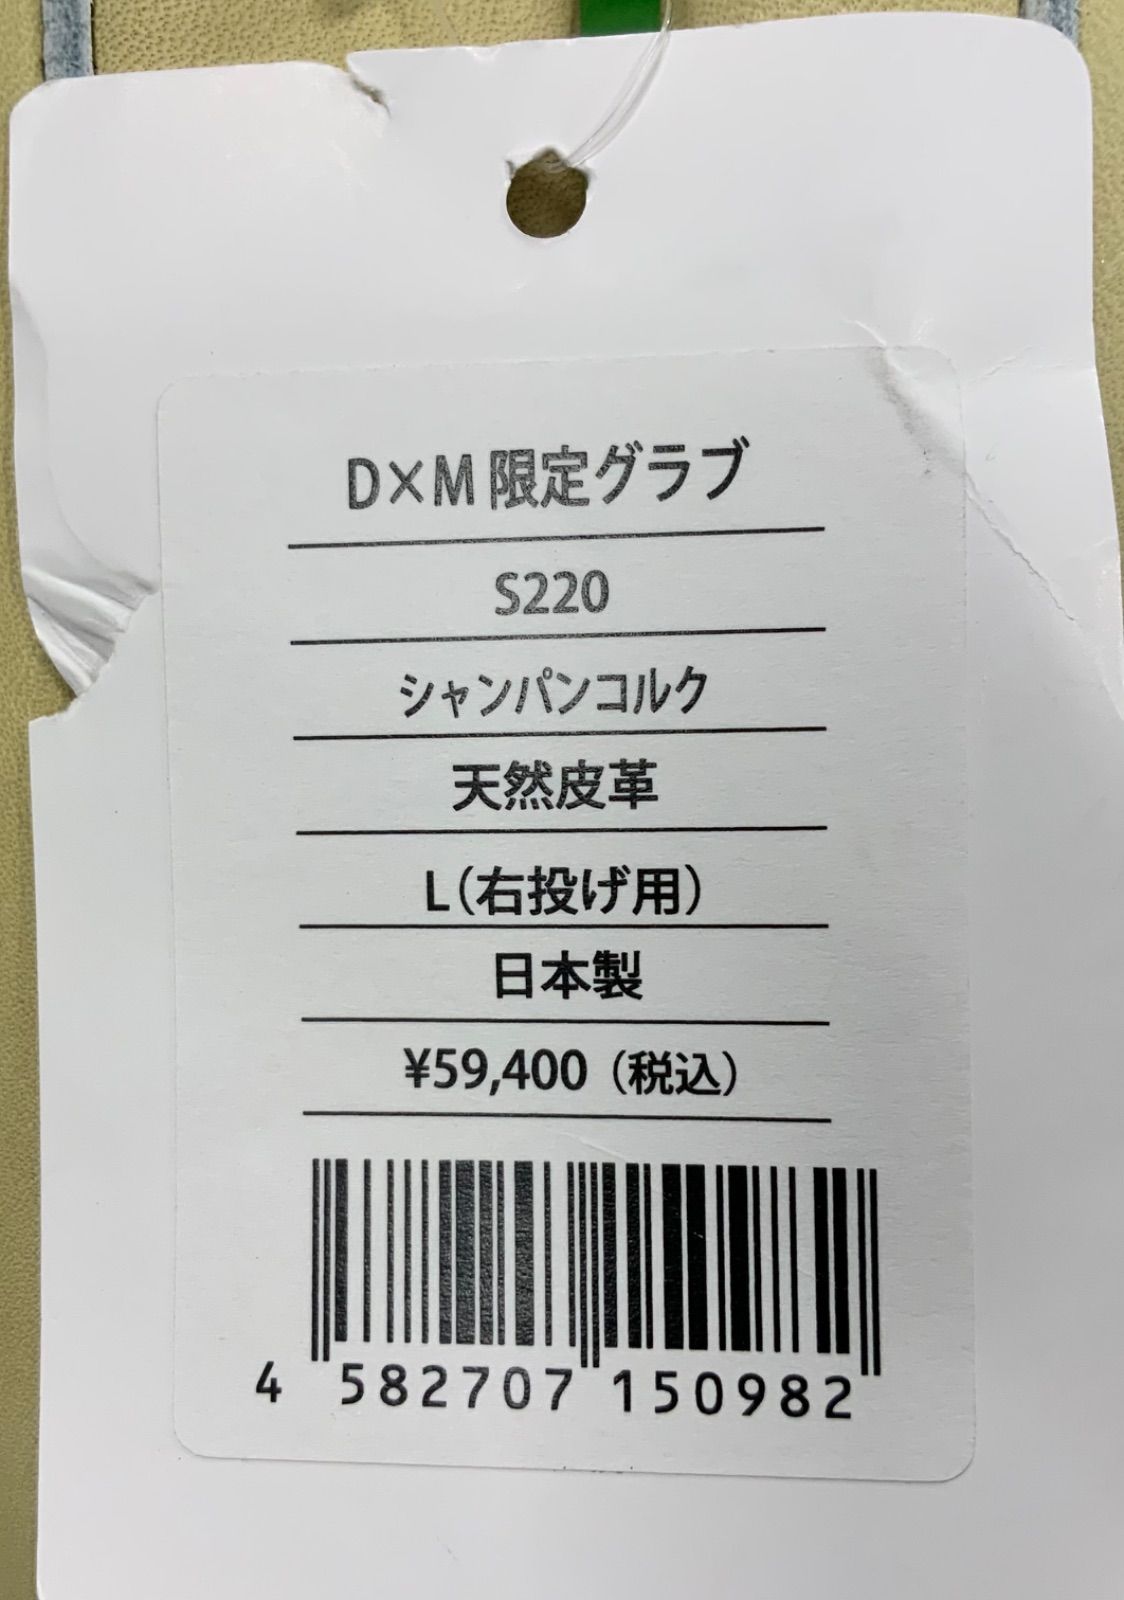 D×M 限定グラブ
S220
シャンパンコルク
天然皮革
L(右投げ用)
日本製
¥59,400（税込）
4 582707 150982